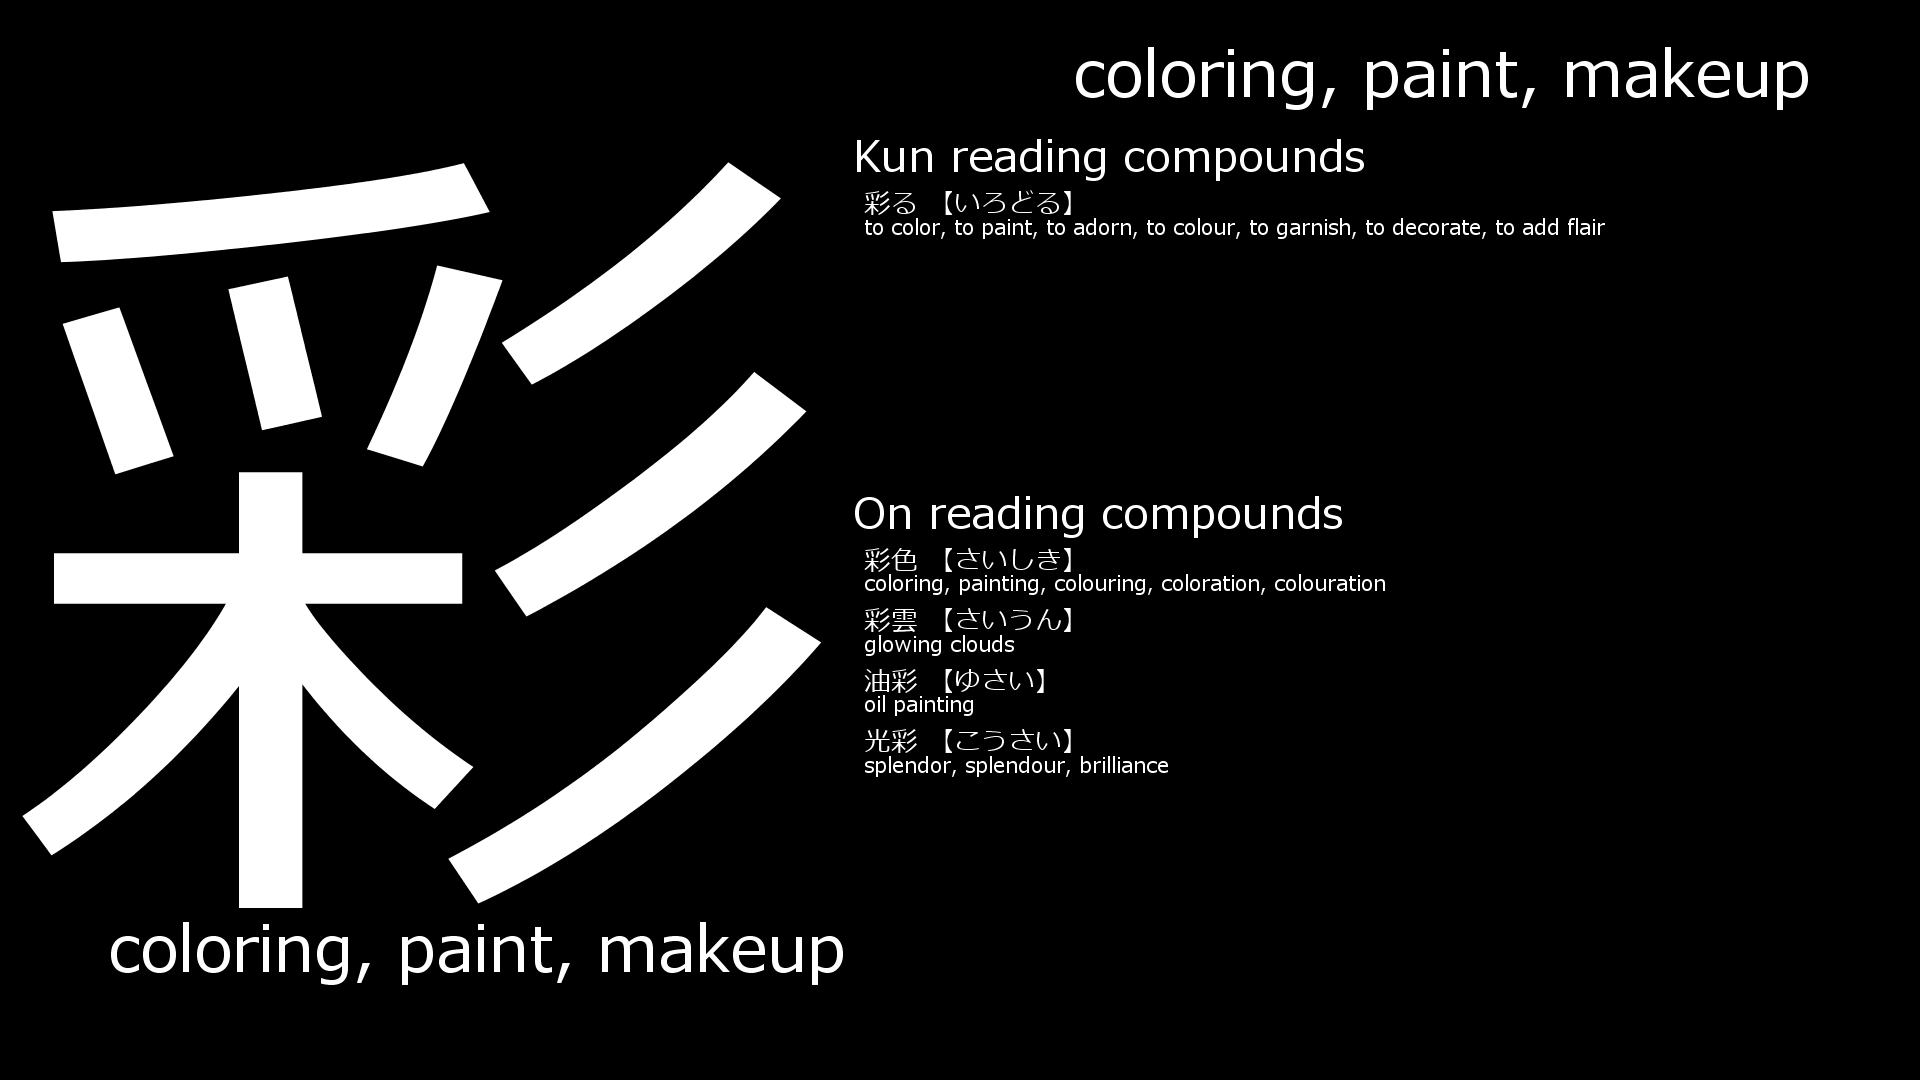 彩
coloring, paint, makeup
coloring, paint, makeup
Kun reading compounds
彩る 【いろどる】
to color, to paint, to adorn, to colour, to garnish, to decorate, to add flair
On reading compounds
彩色 【さいしき】
coloring, painting, colouring, coloration, colouration
彩雲 【さいうん】
glowing clouds
油彩 【ゆさい】
oil painting
光彩 【こうさい】
splendor, splendour, brilliance